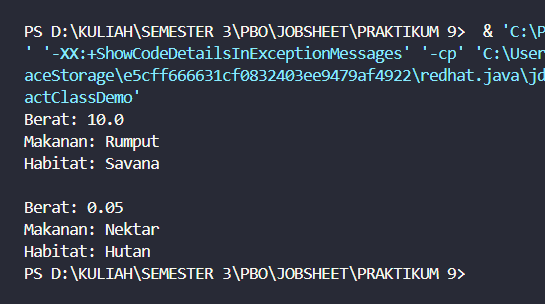 PS D:\KULIAH\SEMESTER 3\PBO\JOBSHEET\PRAKTIKUM 9>  & 'C:\P
' '-XX:+ShowCodeDetailsInExceptionMessages' '-cp' 'C:\User
aceStorage\e5cff666631cf0832403ee9479af4922\redhat.java\jd
actClassDemo'
Berat: 10.0
Makanan: Rumput
Habitat: Savana

Berat: 0.05
Makanan: Nektar
Habitat: Hutan
PS D:\KULIAH\SEMESTER 3\PBO\JOBSHEET\PRAKTIKUM 9>